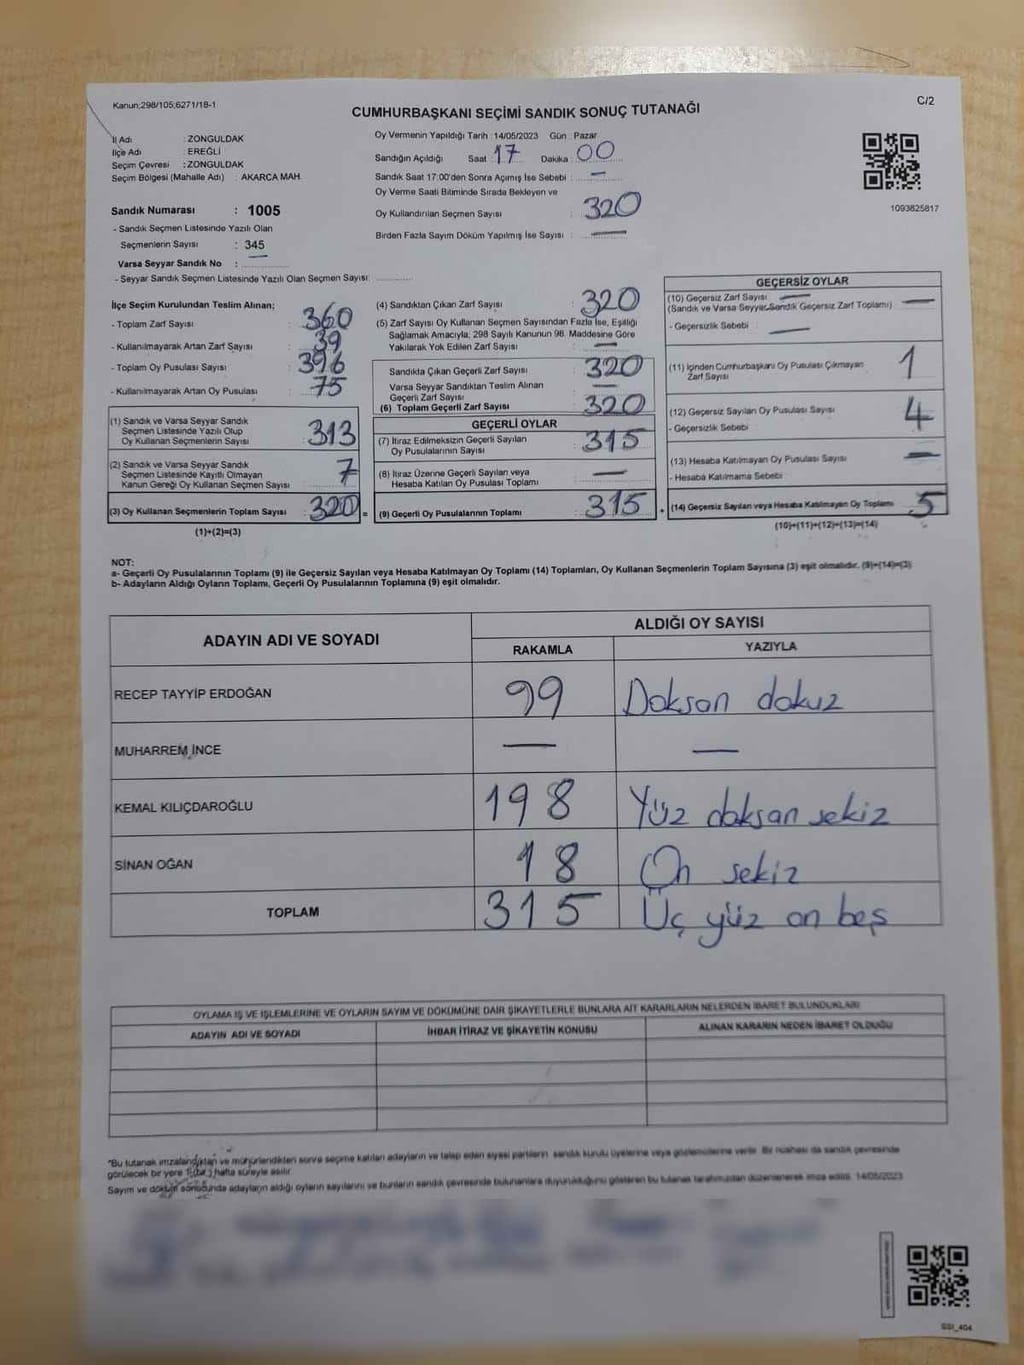 Kanun;298/105;6271/18-1
C/2
CUMHURBAŞKANI SEÇİMİ SANDIK SONUÇ TUTANAĞI
İl Adı : ZONGULDAK
İlçe Adı : EREĞLİ
Seçim Çevresi : ZONGULDAK
Seçim Bölgesi (Mahalle Adı) : AKARCA MAH.
Sandık Numarası : 1005
- Sandık Seçmen Listesinde Yazılı Olan
Seçmenlerin Sayısı : 345
Varsa Seyyar Sandık No : —
- Seyyar Sandık Seçmen Listesinde Yazılı Olan Seçmen Sayısı:
Oy Vermenin Yapıldığı Tarih : 14/05/2023 Gün : Pazar
Sandığın Açıldığı Saat : 17 Dakika : 00
Sandık Saat 17:00'den Sonra Açımış İse Sebebi : —
Oy Verme Saati Bitiminde Sırada Bekleyen ve
Oy Kullandırılan Seçmen Sayısı : 320
Birden Fazla Sayım Döküm Yapılmış İse Sayısı : —
1093825817
İlçe Seçim Kurulundan Teslim Alınan;
- Toplam Zarf Sayısı : 360
- Kullanılmayarak Artan Zarf Sayısı : 39
- Toplam Oy Pusulası Sayısı : 396
- Kullanılmayarak Artan Oy Pusulası : 75
(1) Sandık ve Varsa Seyyar Sandık
Seçmen Listesinde Yazılı Olup
Oy Kullanan Seçmenlerin Sayısı : 313
(2) Sandık ve Varsa Seyyar Sandık
Seçmen Listesinde Kayıtlı Olmayan
Kanun Gereği Oy Kullanan Seçmen Sayısı : 7
(3) Oy Kullanan Seçmenlerin Toplam Sayısı : 320 =
(1)+(2)=(3)
(4) Sandıktan Çıkan Zarf Sayısı : 320
(5) Zarf Sayısı Oy Kullanan Seçmen Sayısından Fazla İse, Eşitliği
Sağlamak Amacıyla; 298 Sayılı Kanunun 98. Maddesine Göre
Yakılarak Yok Edilen Zarf Sayısı : —
Sandıkta Çıkan Geçerli Zarf Sayısı : 320
Varsa Seyyar Sandıktan Teslim Alınan
Geçerli Zarf Sayısı : —
(6) Toplam Geçerli Zarf Sayısı : 320
GEÇERLİ OYLAR
(7) İtiraz Edilmeksizin Geçerli Sayılan
Oy Pusulalarının Sayısı : 315
(8) İtiraz Üzerine Geçerli Sayılan veya
Hesaba Katılan Oy Pusulası Toplamı : —
(9) Geçerli Oy Pusulalarının Toplamı : 315 +
GEÇERSİZ OYLAR
(10) Geçersiz Zarf Sayısı —
(Sandık ve Varsa Seyyar Sandık Geçersiz Zarf Toplamı) : —
- Geçersizlik Sebebi : —
(11) İçinden Cumhurbaşkanı Oy Pusulası Çıkmayan
Zarf Sayısı : 1
(12) Geçersiz Sayılan Oy Pusulası Sayısı : 4
- Geçersizlik Sebebi :
(13) Hesaba Katılmayan Oy Pusulası Sayısı : —
- Hesaba Katılmama Sebebi :
(14) Geçersiz Sayılan veya Hesaba Katılmayan Oy Toplamı : 5
(10)+(11)+(12)+(13)=(14)
NOT:
a- Geçerli Oy Pusulalarının Toplamı (9) ile Geçersiz Sayılan veya Hesaba Katılmayan Oy Toplamı (14) Toplamları, Oy Kullanan Seçmenlerin Toplam Sayısına (3) eşit olmalıdır. (9)+(14)=(3)
b- Adayların Aldığı Oyların Toplamı, Geçerli Oy Pusulalarının Toplamına (9) eşit olmalıdır.
ADAYIN ADI VE SOYADI ALDIĞI OY SAYISI
RAKAMLA YAZIYLA
RECEP TAYYİP ERDOĞAN 99 Doksan dokuz
MUHARREM İNCE — —
KEMAL KILIÇDAROĞLU 198 Yüz doksan sekiz
SİNAN OĞAN 18 On sekiz
TOPLAM 315 Üç yüz on beş
OYLAMA İŞ VE İŞLEMLERİNE VE OYLARIN SAYIM VE DÖKÜMÜNE DAİR ŞİKAYETLERLE BUNLARA AİT KARARLARIN NELERDEN İBARET BULUNDUKLARI
ADAYIN ADI VE SOYADI İHBAR İTİRAZ VE ŞİKAYETİN KONUSU ALINAN KARARIN NEDEN İBARET OLDUĞU
*Bu tutanak imzalandıktan ve mühürlendikten sonra seçime katılan adayların ve talep eden siyasi partilerin sandık kurulu üyelerine veya gözlemcilerine verilir. Bir nüshası da sandık çevresinde
görülecek bir yere 1 (bir) hafta süreyle asılır.
Sayım ve döküm sonucunda adayların aldığı oyların sayılarını ve bunların sandık çevresinde bulunanlara duyurulduğunu gösteren bu tutanak tarafımızdan düzenlenerek imza edildi. 14/05/2023
SSI_404